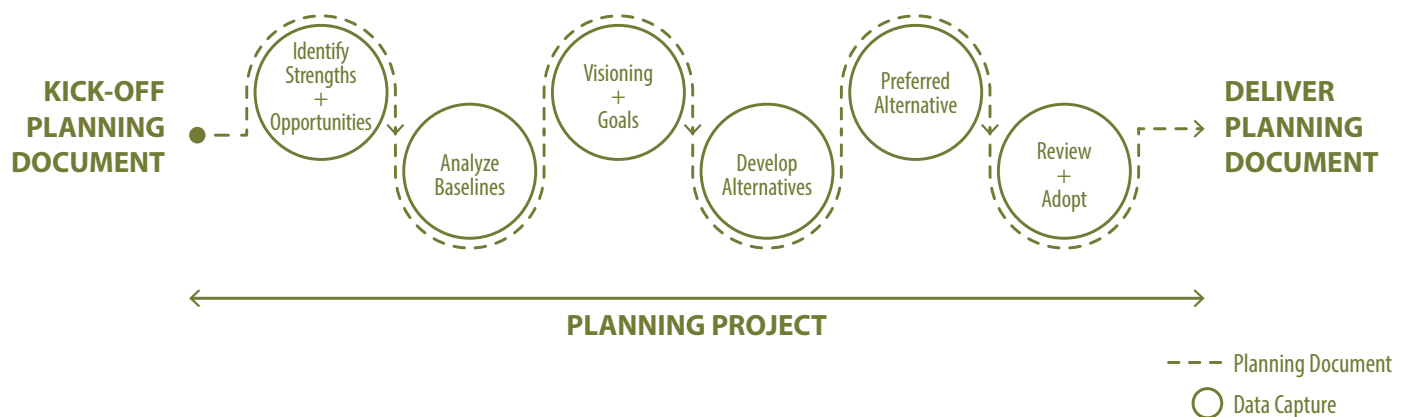 KICK-OFF
PLANNING
DOCUMENT
Identify
Strengths
+
Opportunities
Analyze
Baselines
Visioning
+
Goals
Develop
Alternatives
Preferred
Alternative
Review
+
Adopt
DELIVER
PLANNING
DOCUMENT
PLANNING PROJECT
Planning Document
Data Capture